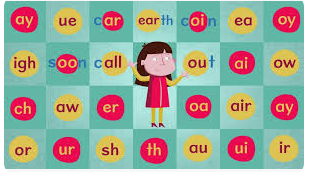 ay ue car earth coin ea oy
igh soon call out ai ow
ch aw er oa air ay
or ur sh th au ui ir